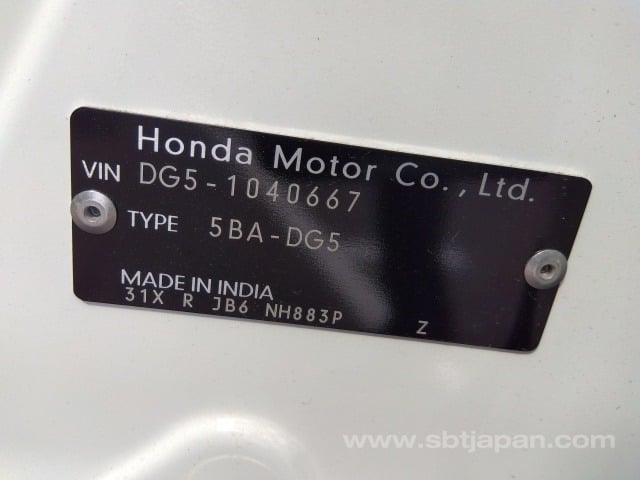 Honda Motor Co., Ltd.
VIN DG5-1040667
TYPE 5BA-DG5
MADE IN INDIA
31X R JB6 NH883P Z
www.sbtjapan.com